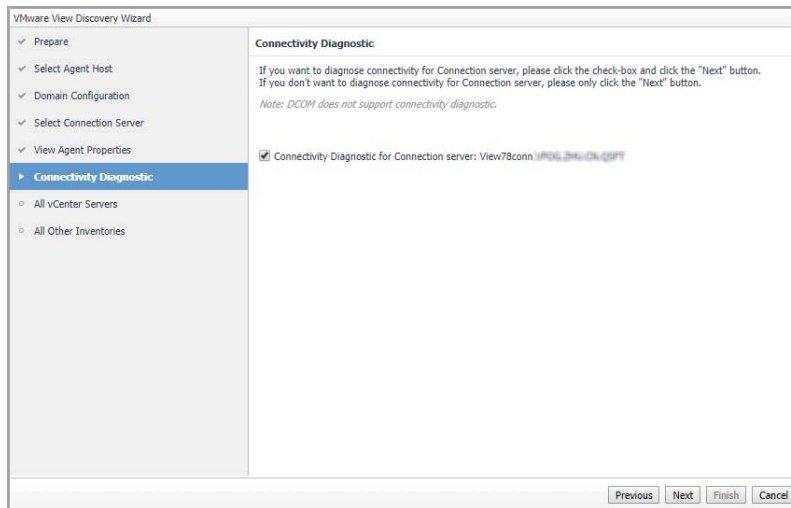 VMware View Discovery Wizard
Prepare
Select Agent Host
Domain Configuration
Select Connection Server
View Agent Properties
Connectivity Diagnostic
All vCenter Servers
All Other Inventories
Connectivity Diagnostic
If you want to diagnose connectivity for Connection server, please click the check-box and click the "Next" button.
If you don't want to diagnose connectivity for Connection server, please only click the "Next" button.
Note: DCOM does not support connectivity diagnostic.
Connectivity Diagnostic for Connection server: View78conn
Previous Next Finish Cancel